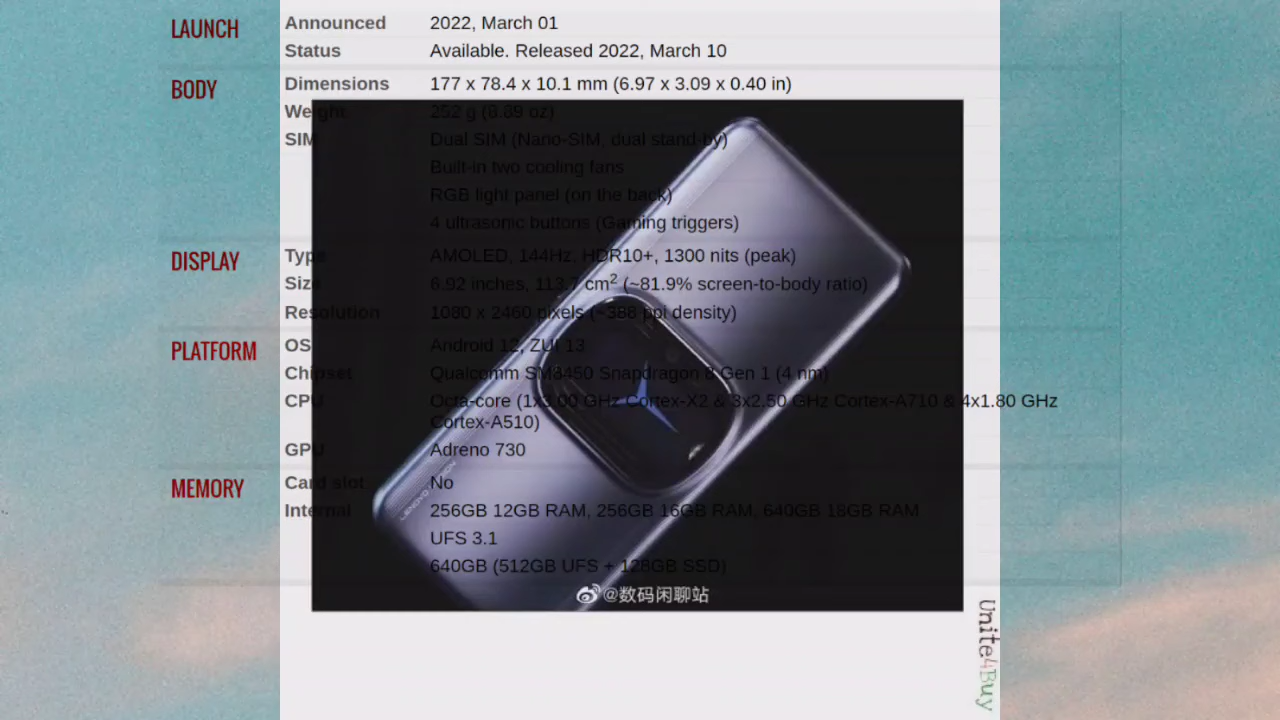 LAUNCH Announced 2022, March 01
Status Available. Released 2022, March 10
BODY Dimensions 177 x 78.4 x 10.1 mm (6.97 x 3.09 x 0.40 in)
Weight 252 g (8.89 oz)
SIM Dual SIM (Nano-SIM, dual stand-by)
Built-in two cooling fans
RGB light panel (on the back)
4 ultrasonic buttons (Gaming triggers)
DISPLAY Type AMOLED, 144Hz, HDR10+, 1300 nits (peak)
Size 6.92 inches, 113.7 cm² (~81.9% screen-to-body ratio)
Resolution 1080 x 2460 pixels (~388 ppi density)
PLATFORM OS Android 12, ZUI 13
Chipset Qualcomm SM8450 Snapdragon 8 Gen 1 (4 nm)
CPU Octa-core (1x3.00 GHz Cortex-X2 & 3x2.50 GHz Cortex-A710 & 4x1.80 GHz
Cortex-A510)
GPU Adreno 730
MEMORY Card slot No
Internal 256GB 12GB RAM, 256GB 16GB RAM, 640GB 18GB RAM
UFS 3.1
640GB (512GB UFS + 128GB SSD)
LENOVO LEGION
@数码闲聊站
Unite4Buy